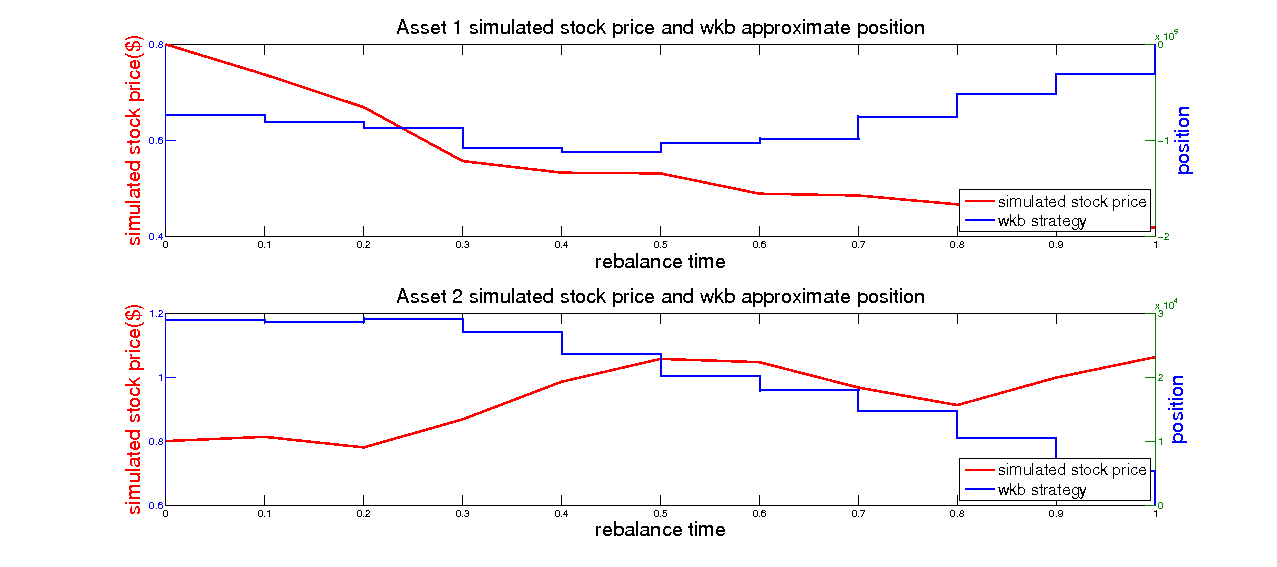 Asset 1 simulated stock price and wkb approximate position
x 10
0.8
0.6
0.4
0
-1
-2
simulated stock price($)
position
simulated stock price
wkb strategy
0 0.1 0.2 0.3 0.4 0.5 0.6 0.7 0.8 0.9 1
rebalance time
Asset 2 simulated stock price and wkb approximate position
x 10^4
1.2
1
0.8
0.6
3
2
1
0
simulated stock price($)
position
simulated stock price
wkb strategy
0 0.1 0.2 0.3 0.4 0.5 0.6 0.7 0.8 0.9 1
rebalance time